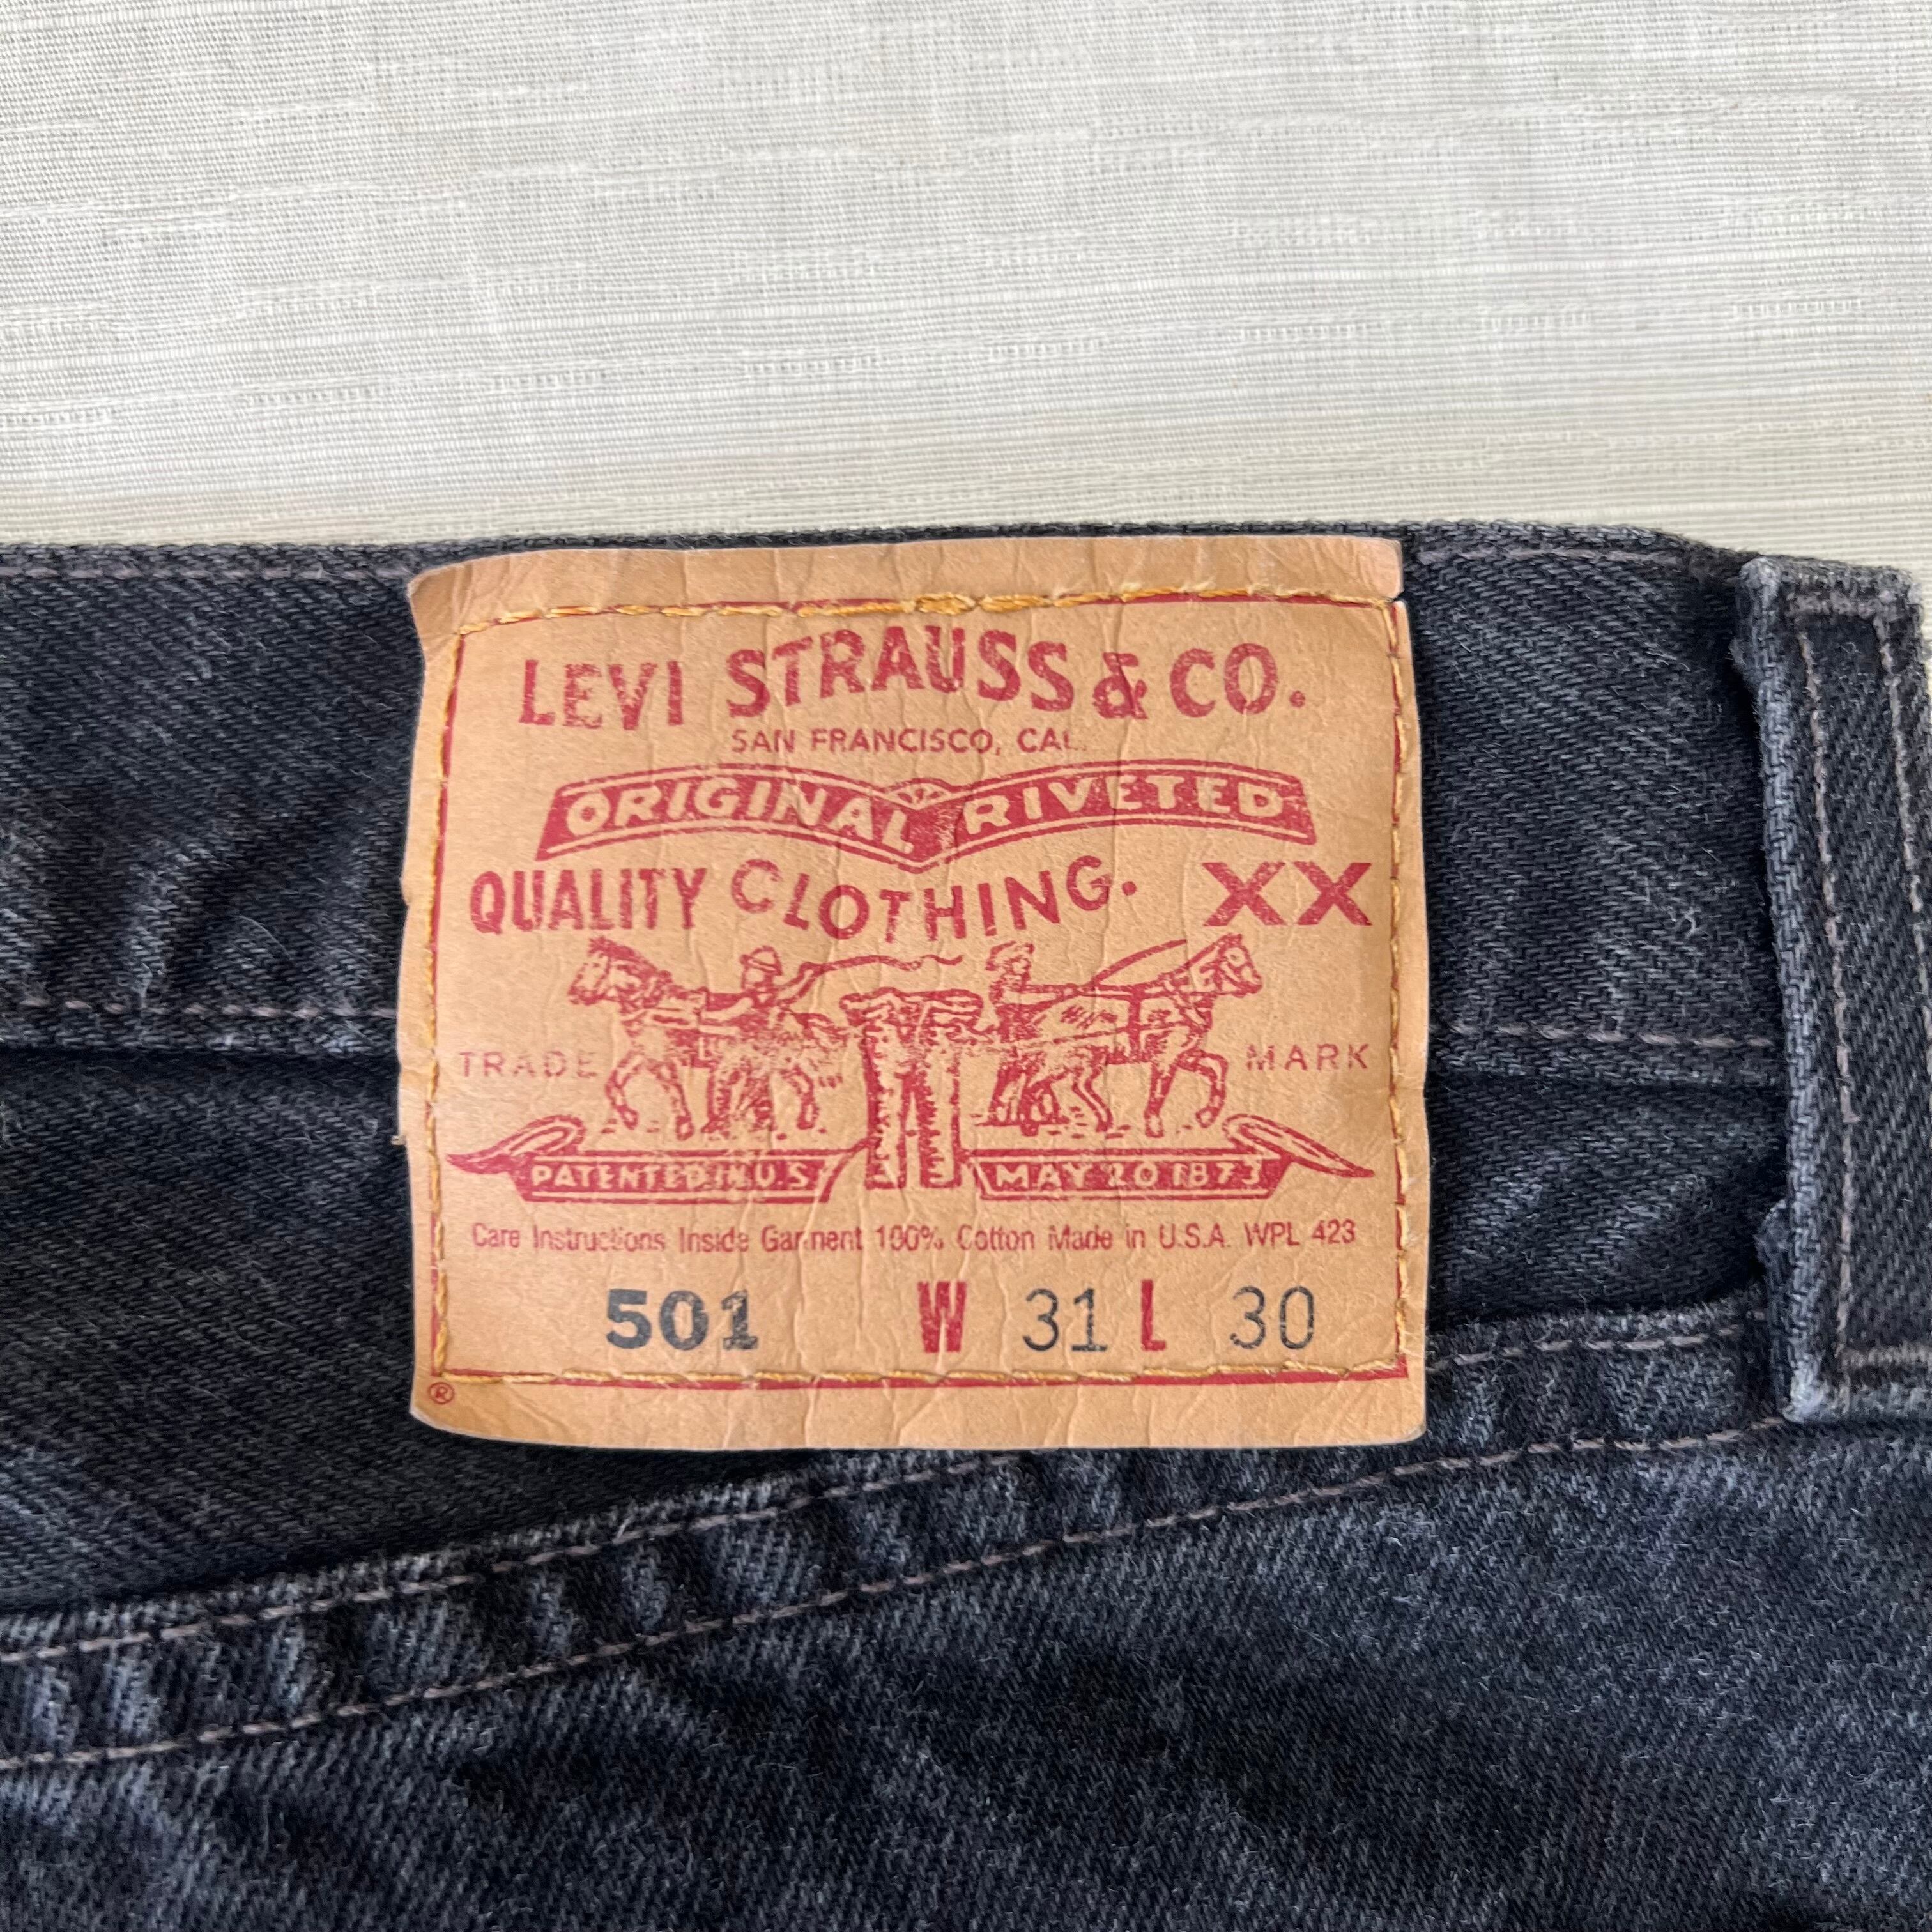 LEVI STRAUSS & CO.
SAN FRANCISCO, CAL.
ORIGINAL RIVETED
QUALITY CLOTHING. XX
TRADE MARK
PATENTED IN U.S. MAY 20 1873
Care Instructions Inside Garment 100% Cotton Made in U.S.A. WPL 423
501 W 31 L 30
®